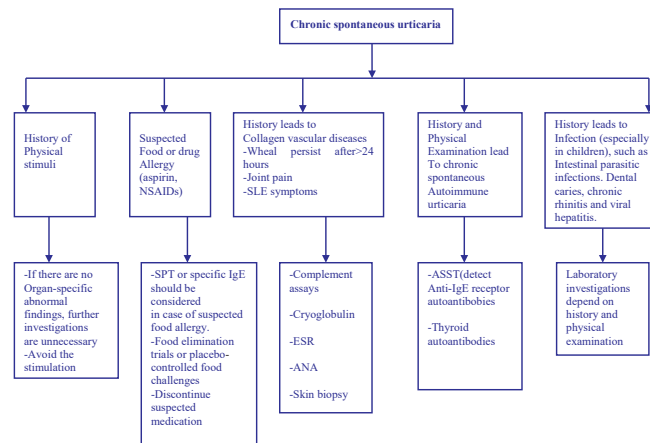 Chronic spontaneous urticaria
History of
Physical
stimuli
Suspected
Food or drug
Allergy
(aspirin,
NSAIDs)
History leads to
Collagen vascular diseases
-Wheal persist after>24
hours
-Joint pain
-SLE symptoms
History and
Physical
Examination lead
To chronic
spontaneous
Autoimmune
urticaria
History leads to
Infection (especially
in children), such as
Intestinal parasitic
infections. Dental
caries, chronic
rhinitis and viral
hepatitis.
-If there are no
Organ-specific
abnormal
findings, further
investigations
are unnecessary
-Avoid the
stimulation
-SPT or specific IgE
should be
considered
in case of suspected
food allergy.
-Food elimination
trials or placebo-
controlled food
challenges
-Discontinue
suspected
medication
-Complement
assays
-Cryoglobulin
-ESR
-ANA
-Skin biopsy
-ASST(detect
Anti-IgE receptor
autoantibobies
-Thyroid
autoantibodies
Laboratory
investigations
depend on
history and
physical
examination